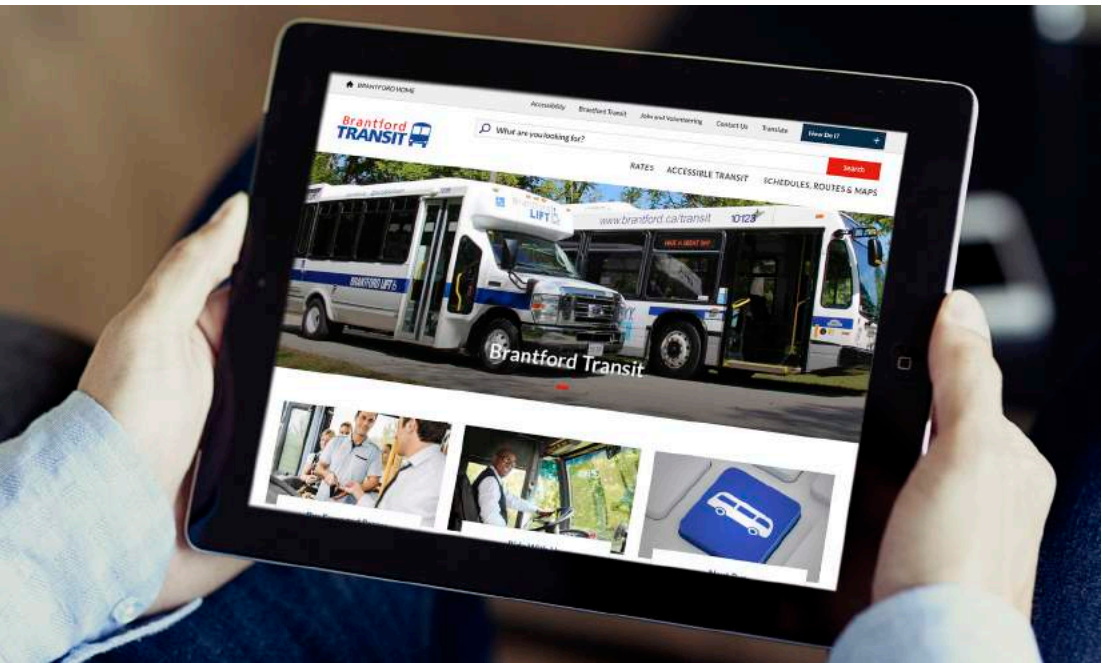 BRANTFORD HOME
Accessibility Brantford Transit Jobs and Volunteering Contact Us Translate How Do I? +
Brantford
TRANSIT
What are you looking for?
Search
RATES ACCESSIBLE TRANSIT SCHEDULES, ROUTES & MAPS
LIFT
www.brantford.ca/transit 10123
HAVE A GREAT DAY
BRANTFORD LIFT
Brantford Transit